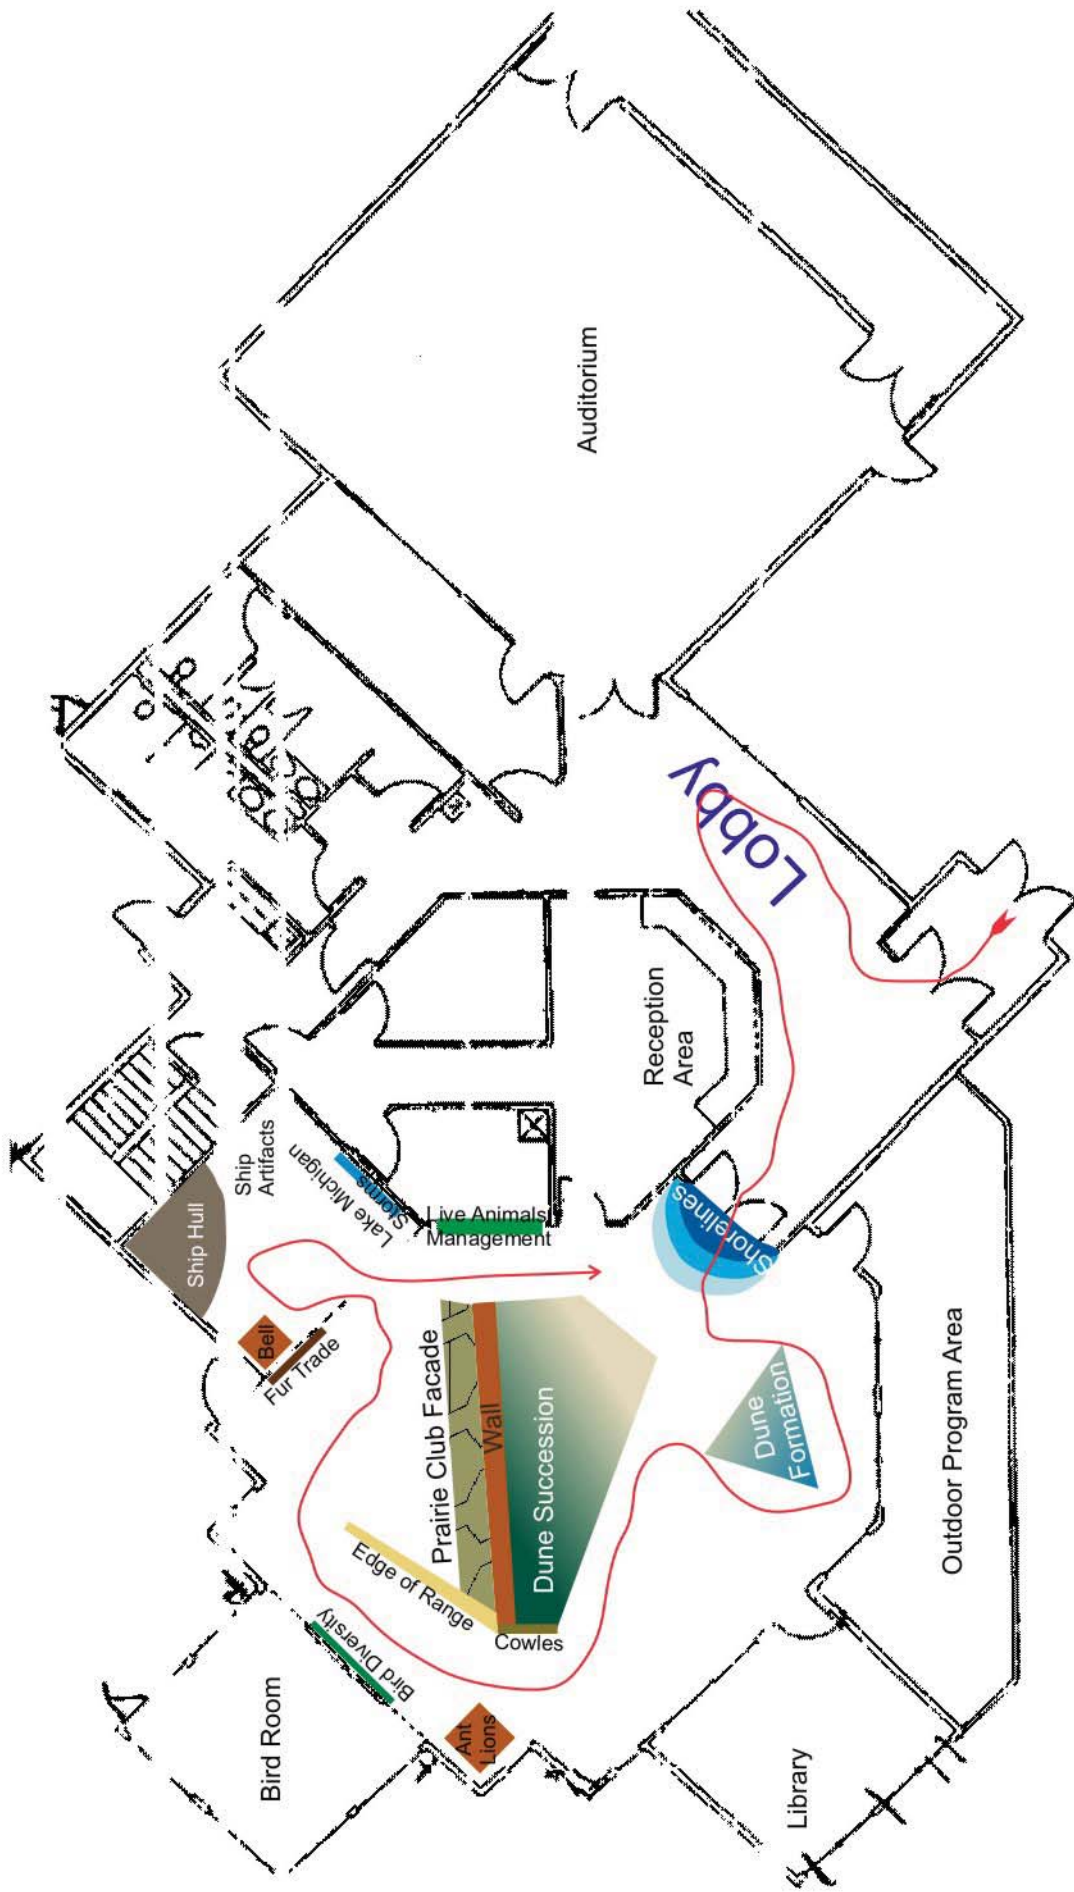 Auditorium
Lobby
Reception
Area
Ship
Artifacts
Ship Hull
Lake Michigan
Storms
Live Animals
Management
Shorelines
Bell
Fur Trade
Prairie Club Facade
Wall
Dune Succession
Dune
Formation
Outdoor Program Area
Edge of Range
Cowles
Bird Diversity
Bird Room
Ant
Lions
Library